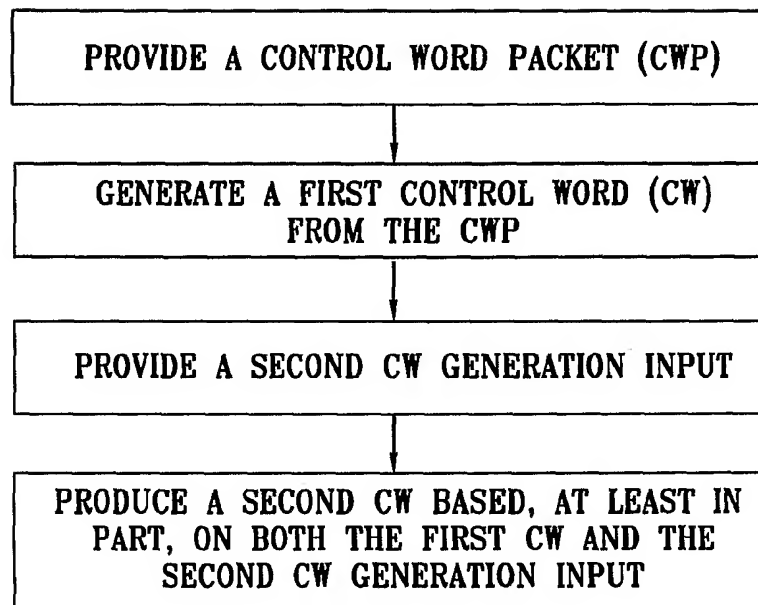 PROVIDE A CONTROL WORD PACKET (CWP)
GENERATE A FIRST CONTROL WORD (CW)
FROM THE CWP
PROVIDE A SECOND CW GENERATION INPUT
PRODUCE A SECOND CW BASED, AT LEAST IN
PART, ON BOTH THE FIRST CW AND THE
SECOND CW GENERATION INPUT